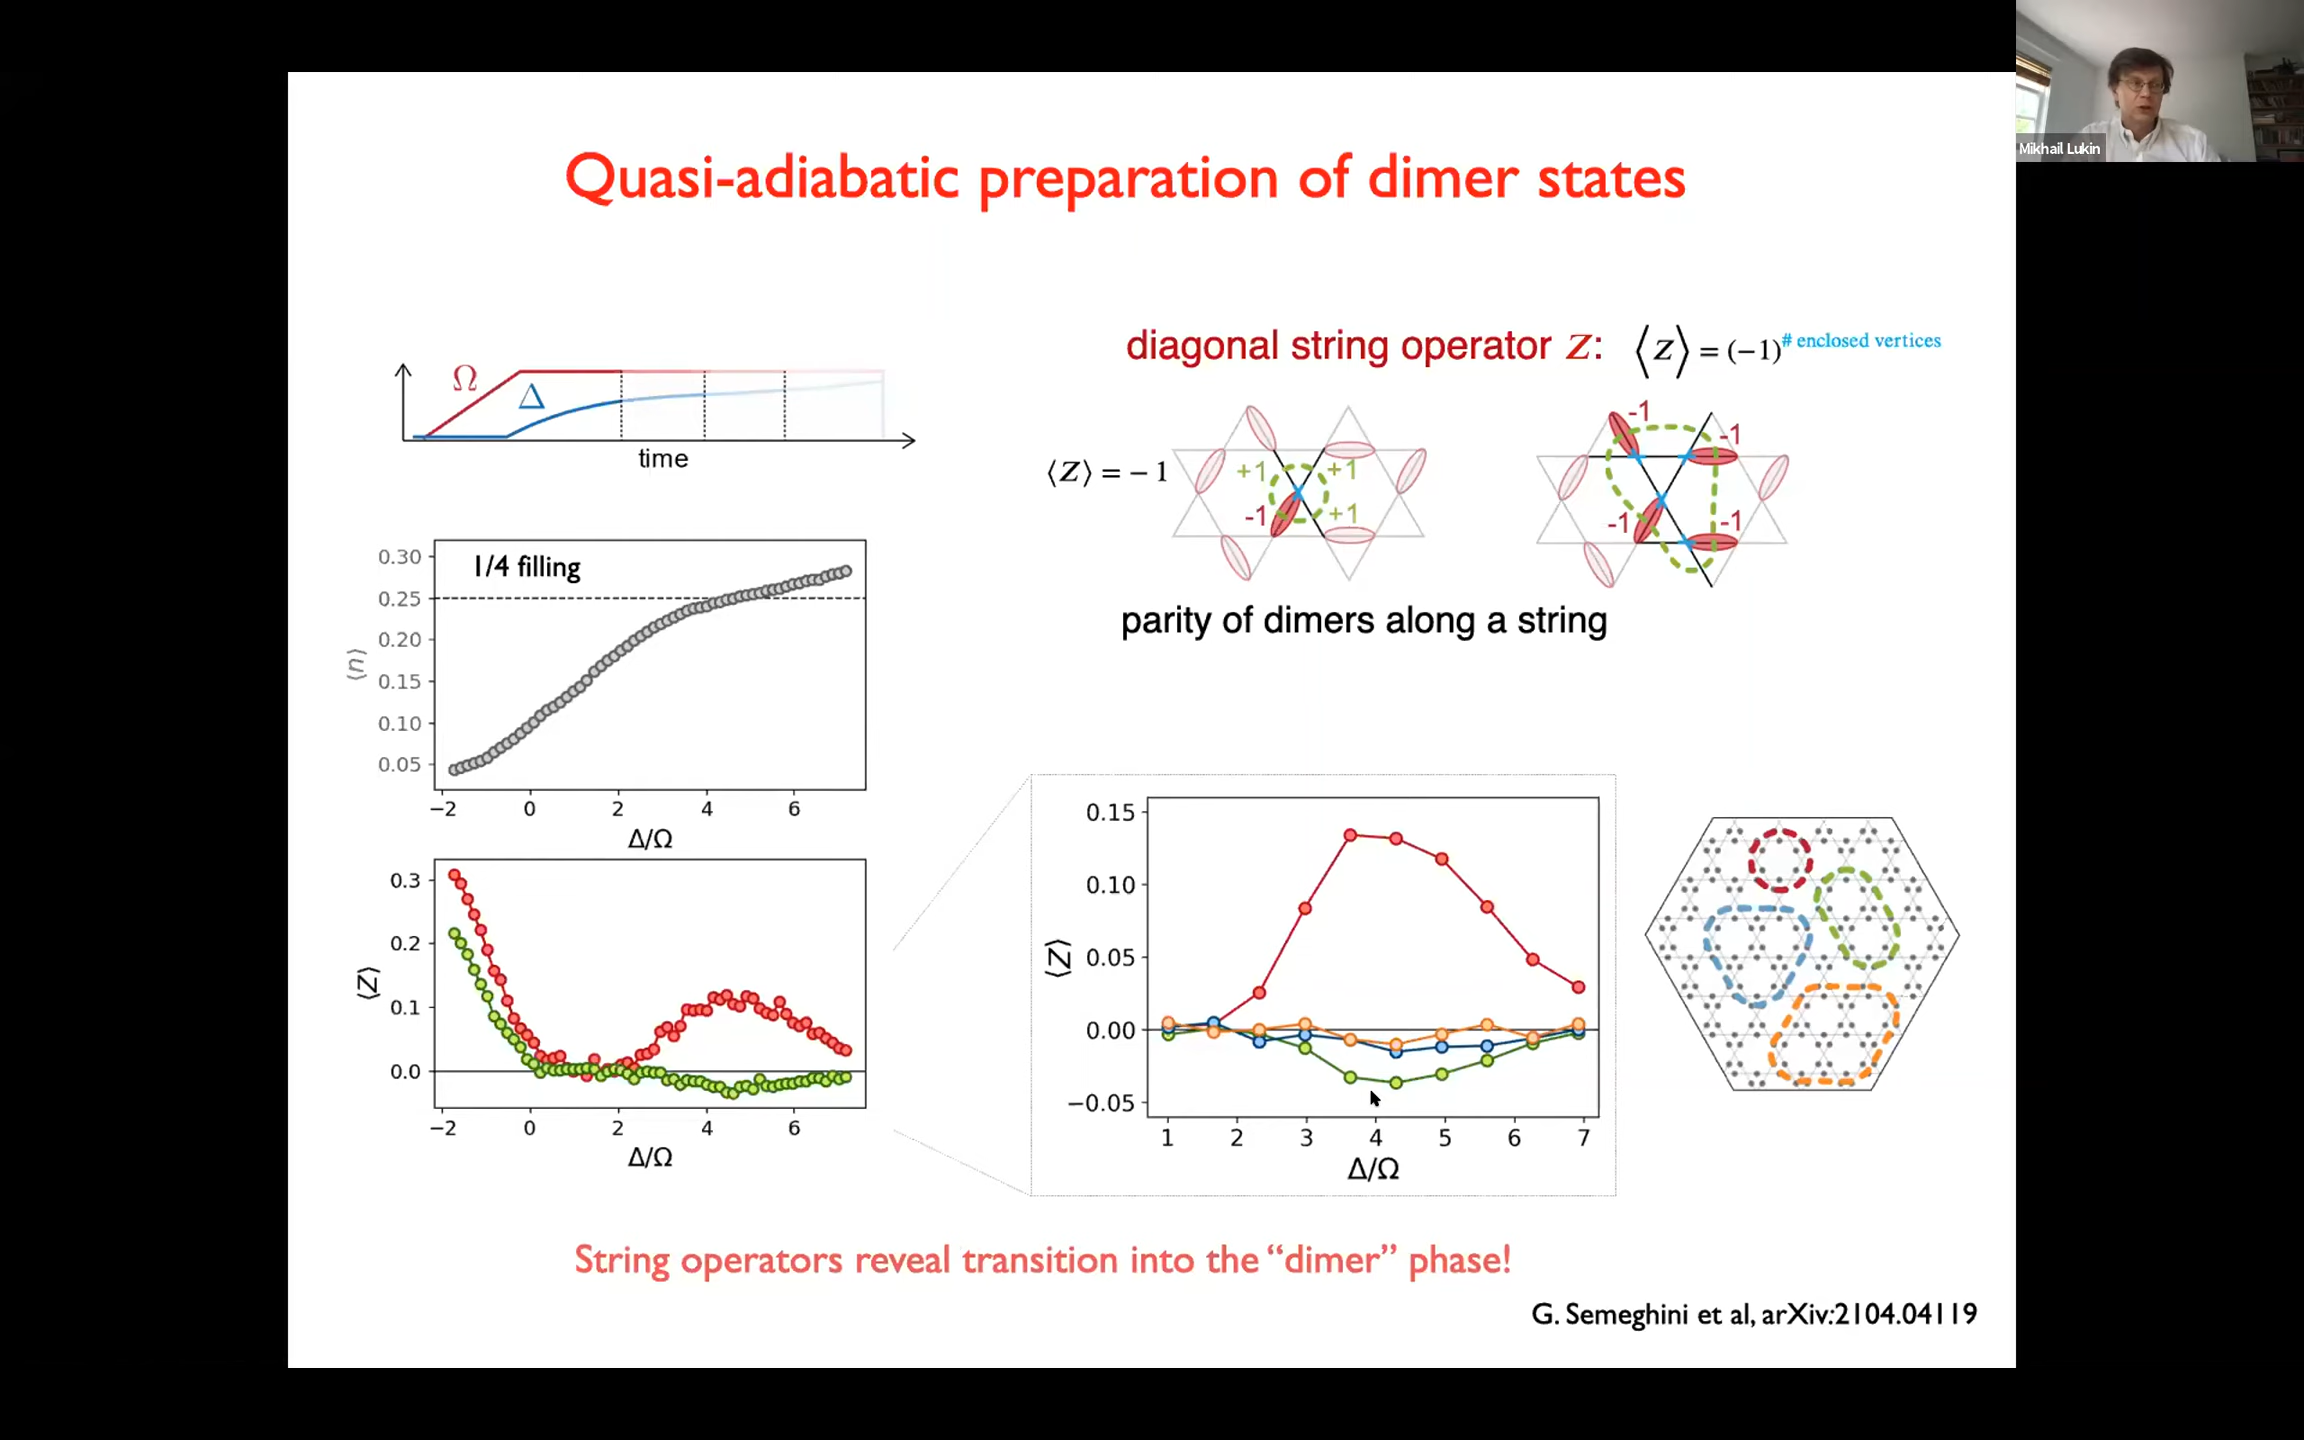 Mikhail Lukin
Quasi-adiabatic preparation of dimer states
Ω
Δ
time
diagonal string operator Z: ⟨Z⟩ = (−1)^# enclosed vertices
⟨Z⟩ = − 1
+1 +1
-1 +1
-1 -1
-1 -1
parity of dimers along a string
1/4 filling
⟨n⟩
0.30
0.25
0.20
0.15
0.10
0.05
−2 0 2 4 6
Δ/Ω
⟨Z⟩
0.3
0.2
0.1
0.0
−2 0 2 4 6
Δ/Ω
⟨Z⟩
0.15
0.10
0.05
0.00
−0.05
1 2 3 4 5 6 7
Δ/Ω
String operators reveal transition into the “dimer” phase!
G. Semeghini et al, arXiv:2104.04119